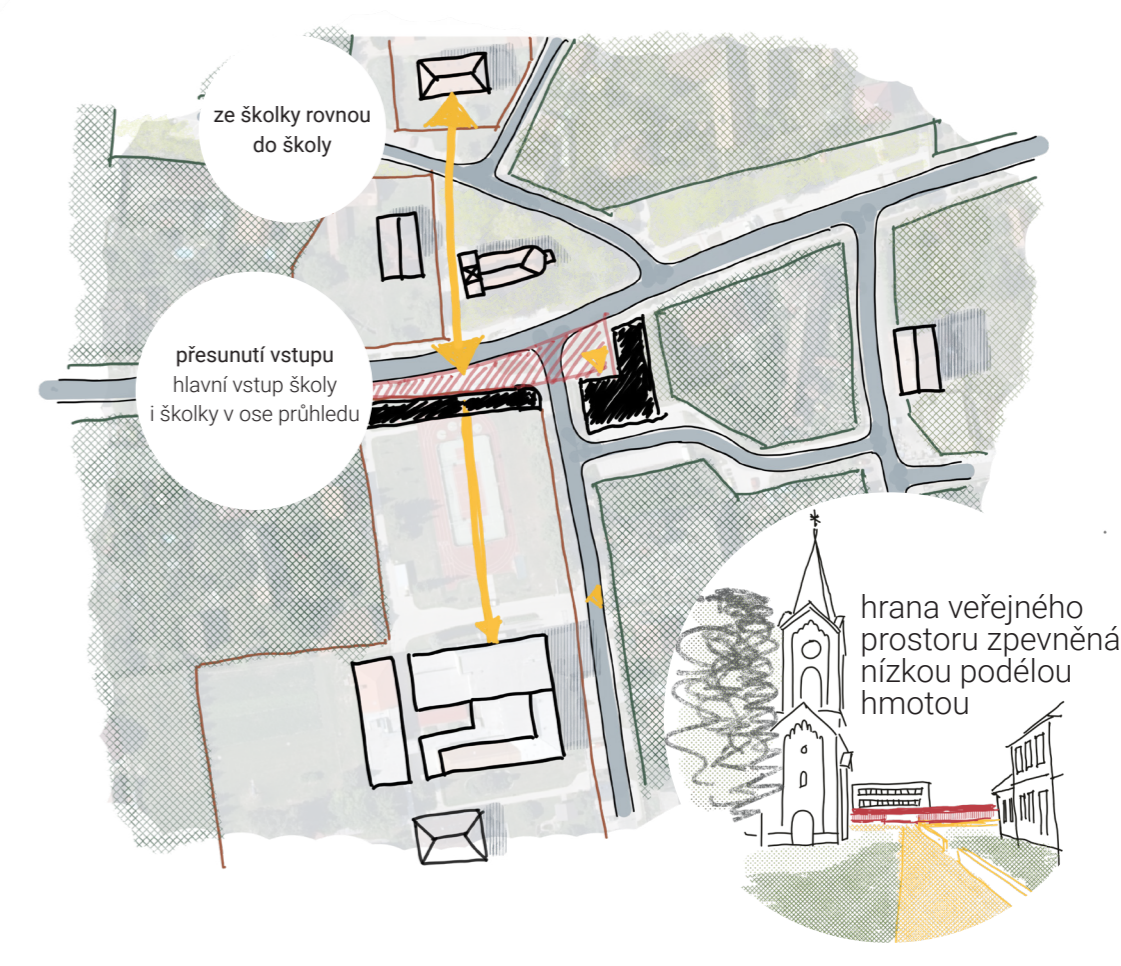 ze školky rovnou
do školy
přesunutí vstupu
hlavní vstup školy
i školky v ose průhledu
hrana veřejného
prostoru zpevněná
nízkou podélou
hmotou